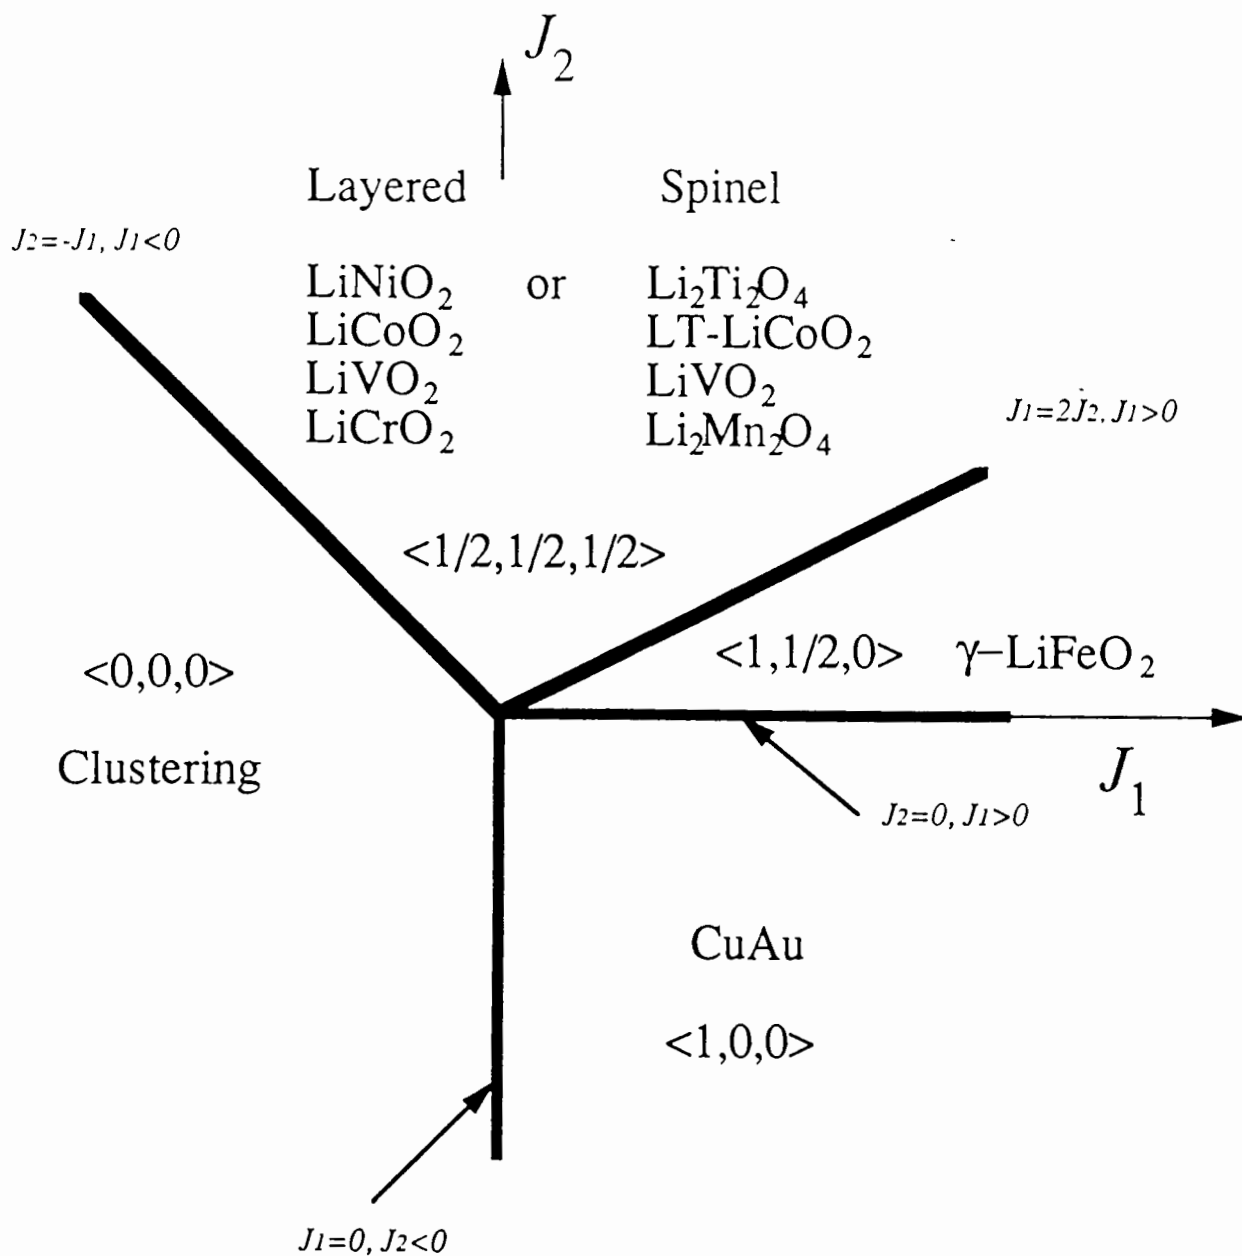 J₂
Layered Spinel
J₂=-J₁, J₁<0
LiNiO₂ or Li₂Ti₂O₄
LiCoO₂ LT-LiCoO₂
LiVO₂ LiVO₂
LiCrO₂ Li₂Mn₂O₄
J₁=2J₂, J₁>0
<1/2,1/2,1/2>
<0,0,0>
<1,1/2,0> γ–LiFeO₂
Clustering
J₁
J₂=0, J₁>0
CuAu
<1,0,0>
J₁=0, J₂<0